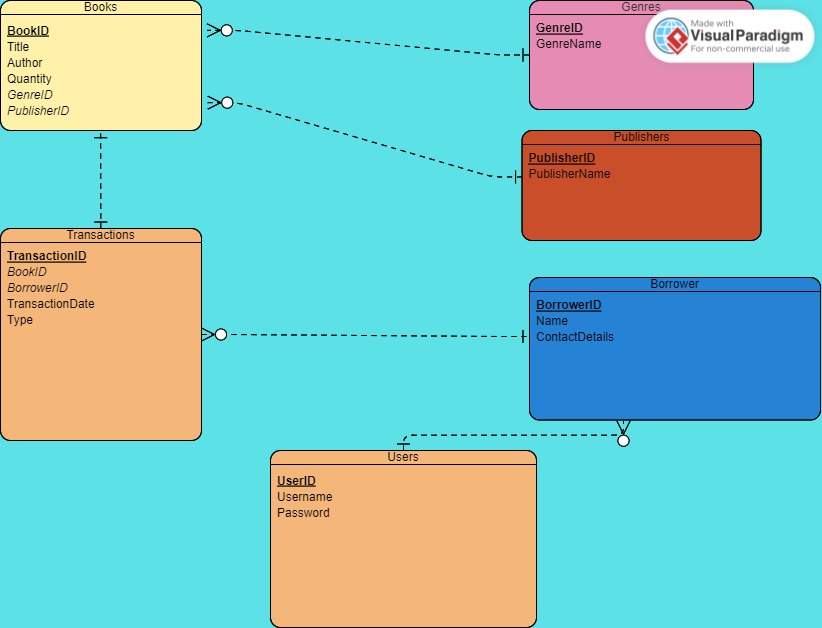 Books
BookID
Title
Author
Quantity
GenreID
PublisherID
Genres
GenreID
GenreName
Made with
Visual Paradigm
For non-commercial use
Publishers
PublisherID
PublisherName
Transactions
TransactionID
BookID
BorrowerID
TransactionDate
Type
Borrower
BorrowerID
Name
ContactDetails
Users
UserID
Username
Password